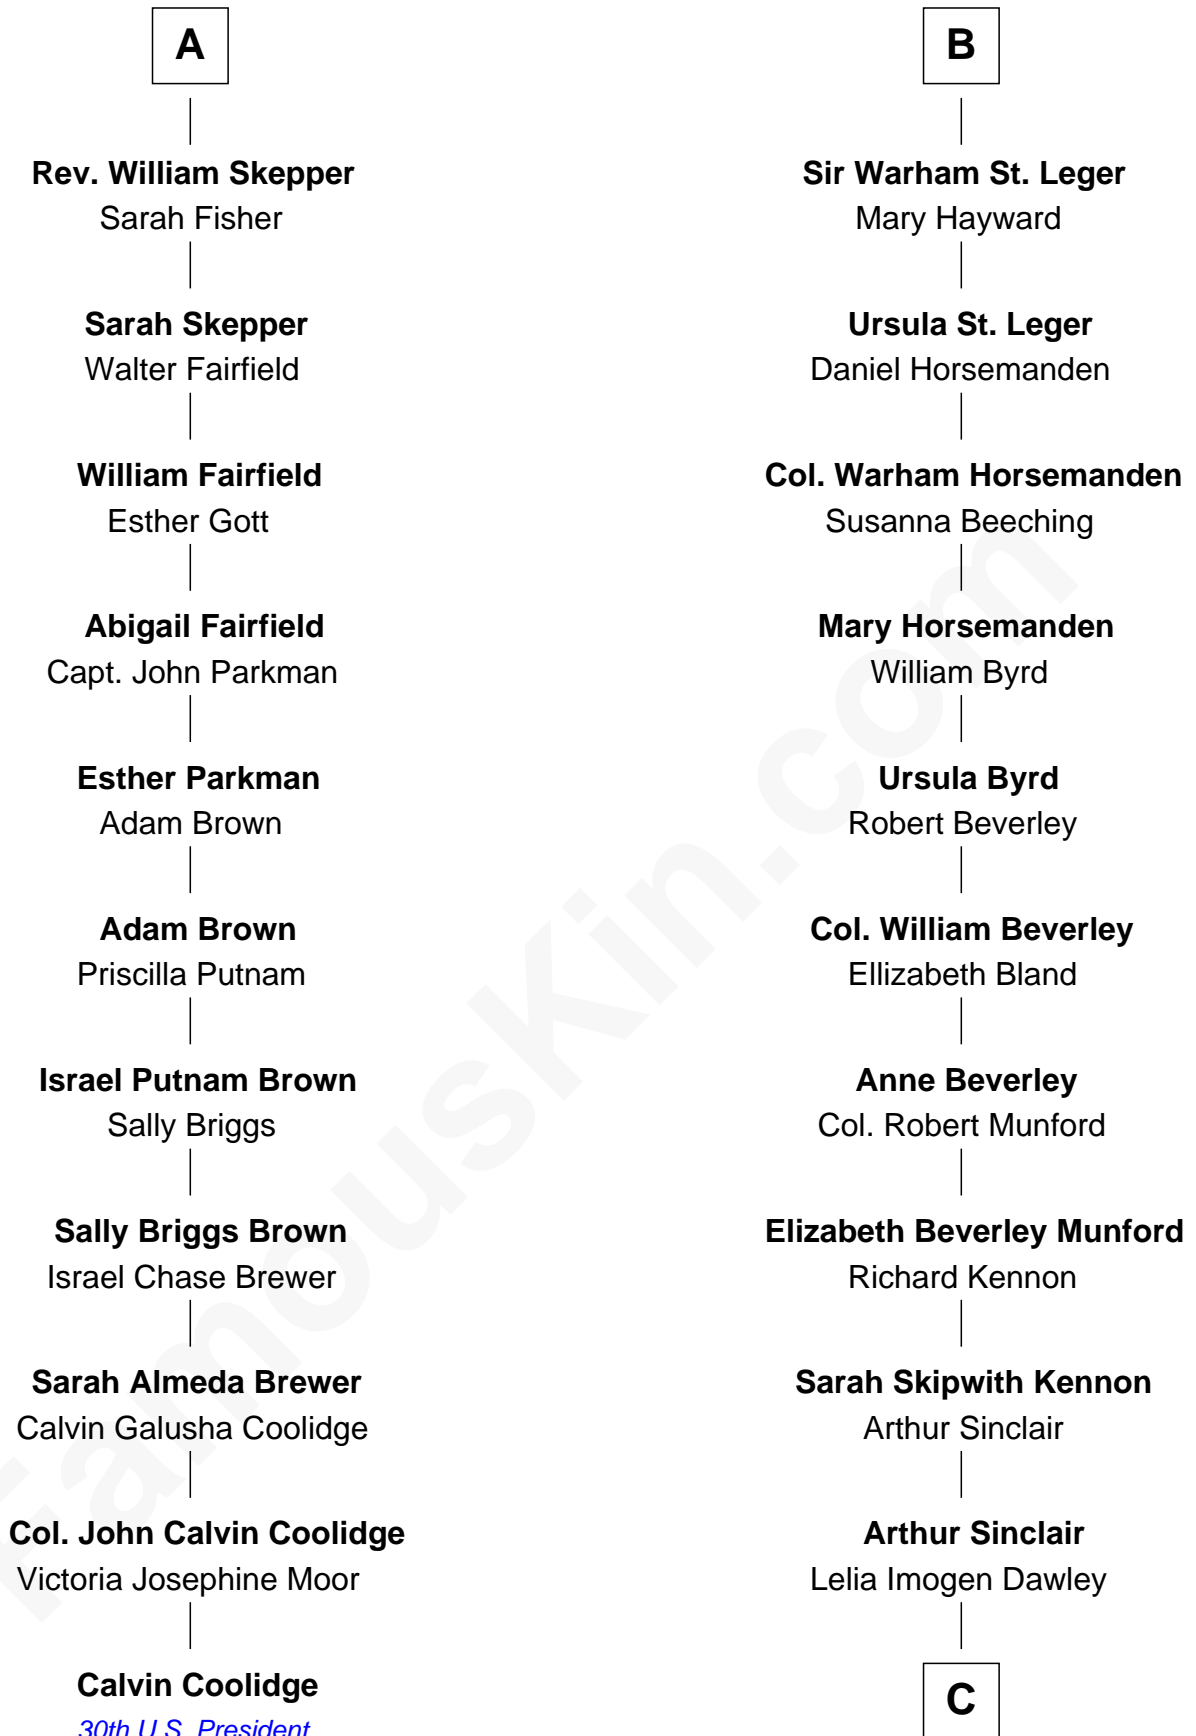 A
Rev. William Skepper
Sarah Fisher
Sarah Skepper
Walter Fairfield
William Fairfield
Esther Gott
Abigail Fairfield
Capt. John Parkman
Esther Parkman
Adam Brown
Adam Brown
Priscilla Putnam
Israel Putnam Brown
Sally Briggs
Sally Briggs Brown
Israel Chase Brewer
Sarah Almeda Brewer
Calvin Galusha Coolidge
Col. John Calvin Coolidge
Victoria Josephine Moor
Calvin Coolidge
30th U.S. President
B
Sir Warham St. Leger
Mary Hayward
Ursula St. Leger
Daniel Horsemanden
Col. Warham Horsemanden
Susanna Beeching
Mary Horsemanden
William Byrd
Ursula Byrd
Robert Beverley
Col. William Beverley
Ellizabeth Bland
Anne Beverley
Col. Robert Munford
Elizabeth Beverley Munford
Richard Kennon
Sarah Skipwith Kennon
Arthur Sinclair
Arthur Sinclair
Lelia Imogen Dawley
C
FamousKin.com